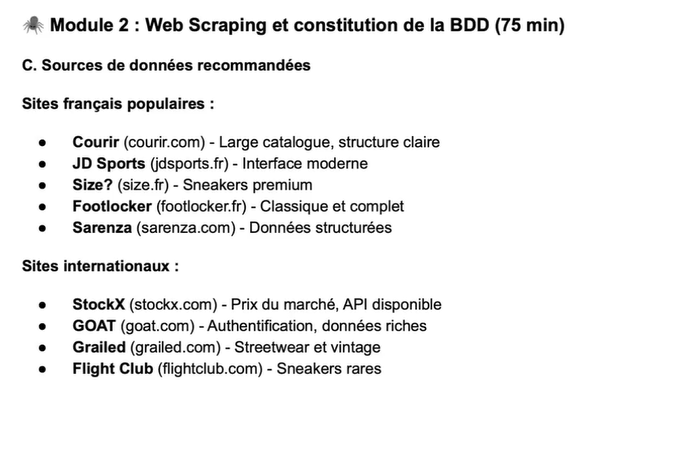 🕷️ Module 2 : Web Scraping et constitution de la BDD (75 min)
C. Sources de données recommandées
Sites français populaires :
● Courir (courir.com) - Large catalogue, structure claire
● JD Sports (jdsports.fr) - Interface moderne
● Size? (size.fr) - Sneakers premium
● Footlocker (footlocker.fr) - Classique et complet
● Sarenza (sarenza.com) - Données structurées
Sites internationaux :
● StockX (stockx.com) - Prix du marché, API disponible
● GOAT (goat.com) - Authentification, données riches
● Grailed (grailed.com) - Streetwear et vintage
● Flight Club (flightclub.com) - Sneakers rares